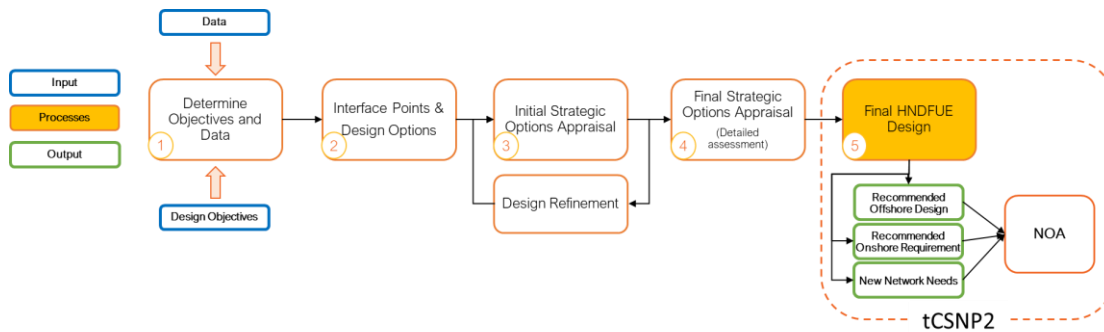 Data
Input
Processes
Output
Determine
Objectives and
Data
1
Design Objectives
Interface Points &
Design Options
2
Initial Strategic
Options Appraisal
3
Design Refinement
Final Strategic
Options Appraisal
(Detailed
assessment)
4
Final HNDFUE
Design
5
Recommended
Offshore Design
Recommended
Onshore Requirement
New Network Needs
NOA
tCSNP2